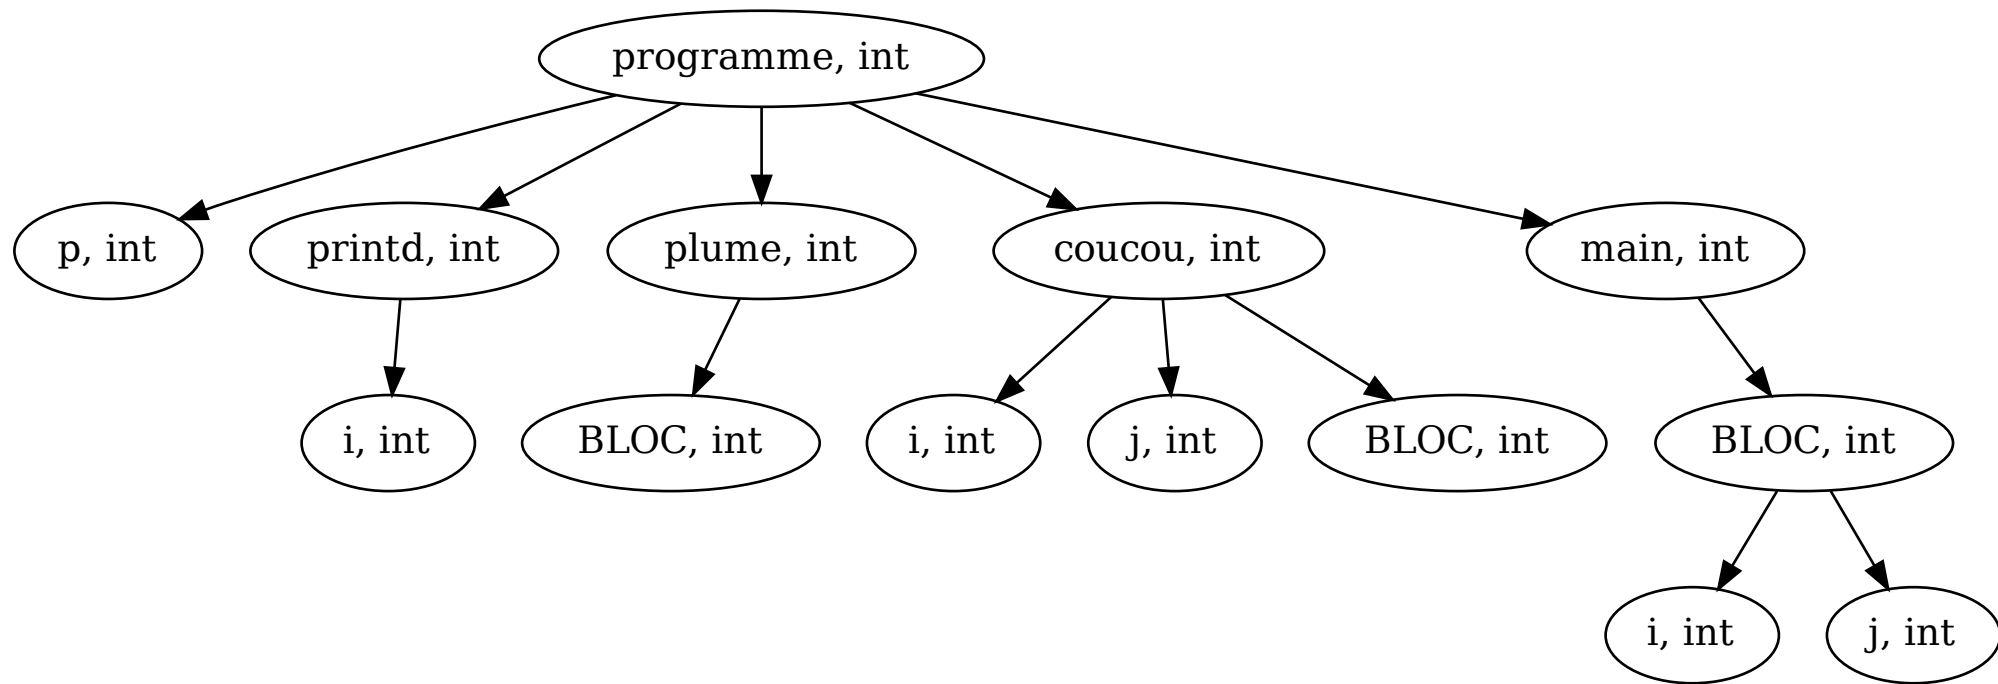 programme, int
p, int
printd, int
plume, int
coucou, int
main, int
i, int
BLOC, int
i, int
j, int
BLOC, int
BLOC, int
i, int
j, int